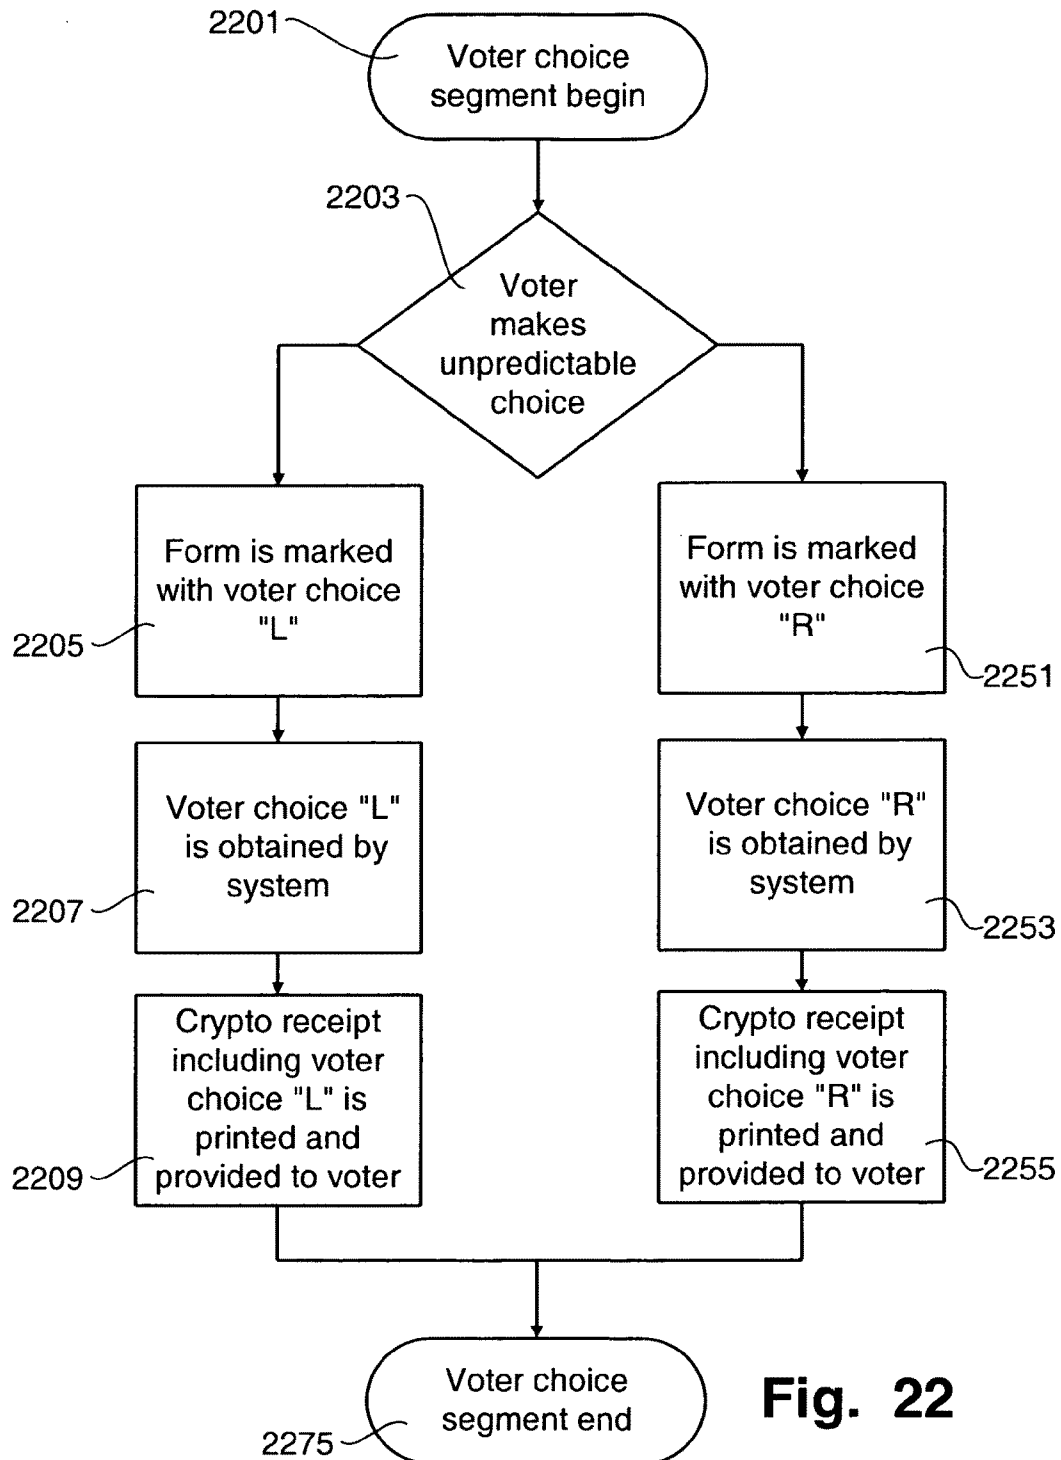 2201
Voter choice
segment begin
2203
Voter
makes
unpredictable
choice
Form is marked
with voter choice
"L"
2205
Form is marked
with voter choice
"R"
2251
Voter choice "L"
is obtained by
system
2207
Voter choice "R"
is obtained by
system
2253
Crypto receipt
including voter
choice "L" is
printed and
provided to voter
2209
Crypto receipt
including voter
choice "R" is
printed and
provided to voter
2255
Voter choice
segment end
2275
Fig. 22